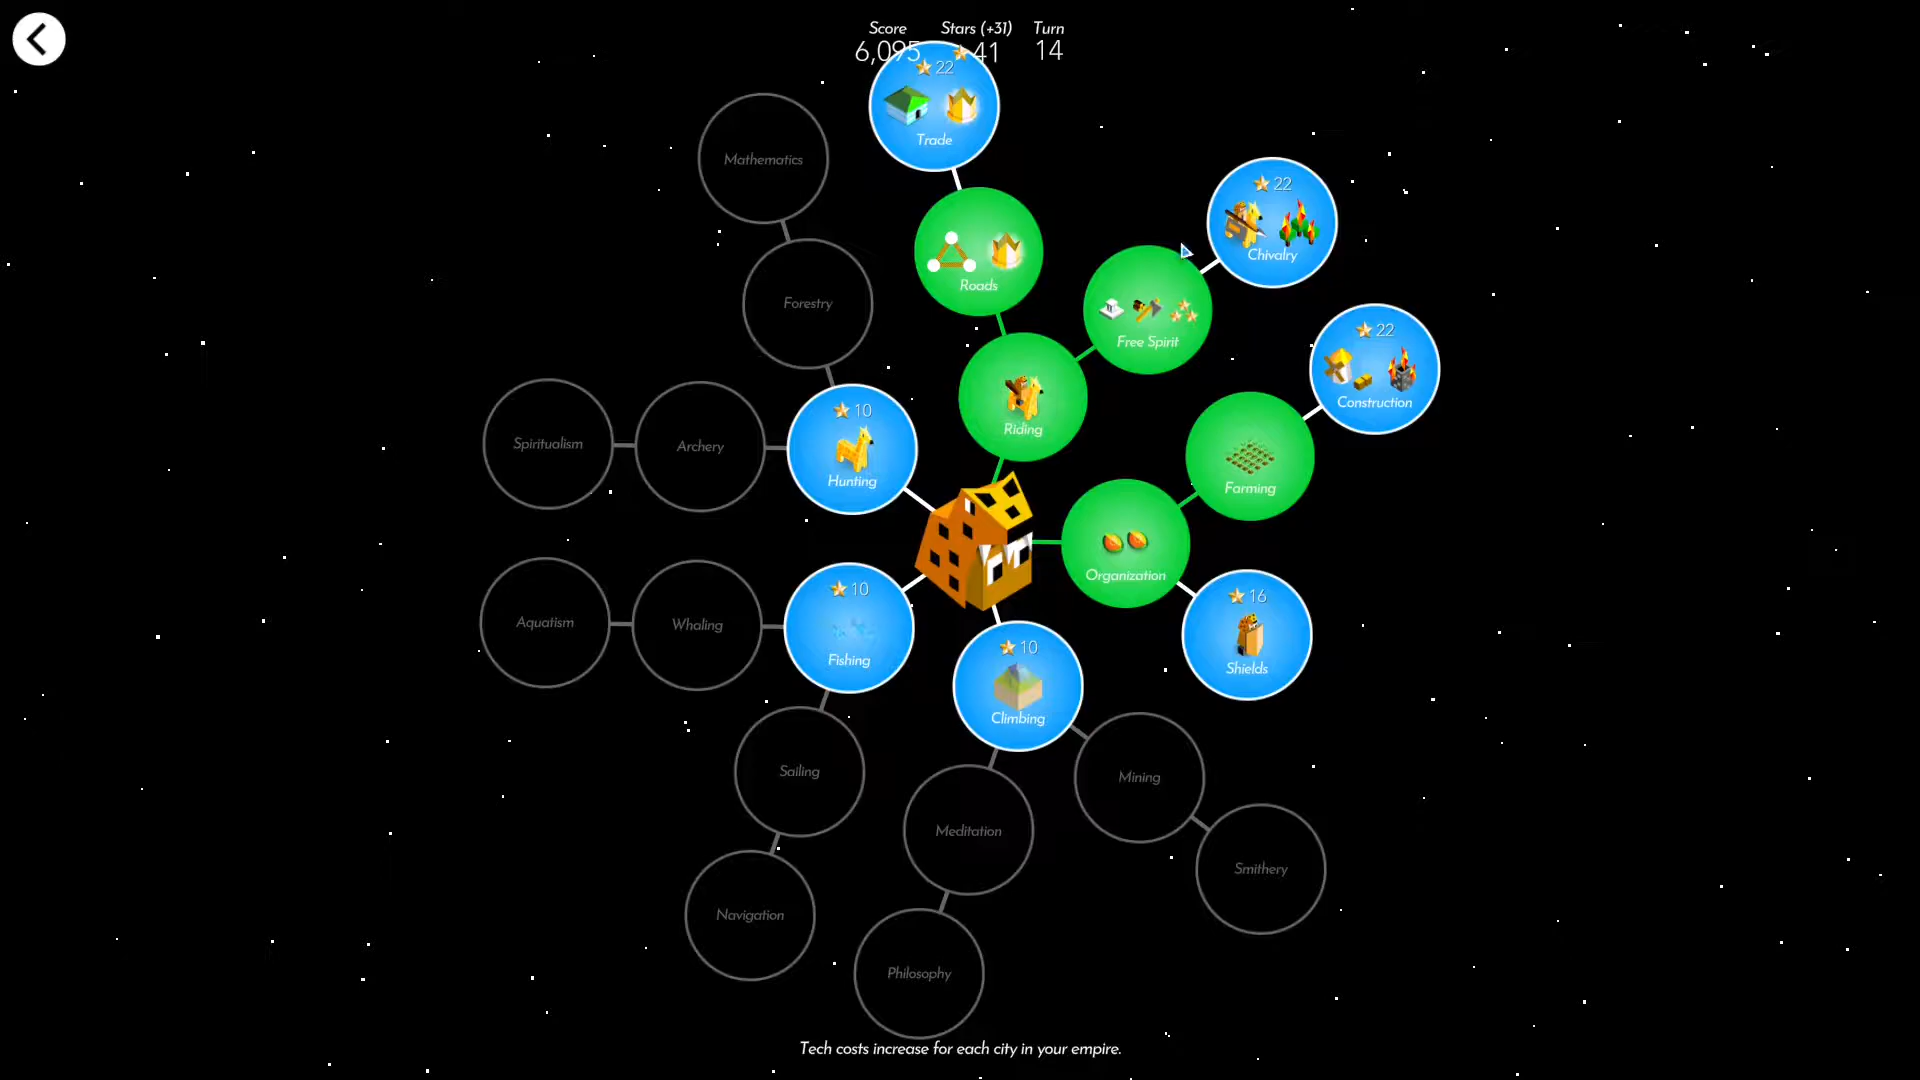 Score Stars (+31) Turn
6,095 41 14
22
Trade
Mathematics
22
Chivalry
Roads
Forestry
Free Spirit
22
Construction
10
Hunting
Riding
Spiritualism
Archery
Farming
Organization
16
Shields
10
Fishing
Aquatism
Whaling
10
Climbing
Sailing
Mining
Meditation
Smithery
Navigation
Philosophy
Tech costs increase for each city in your empire.